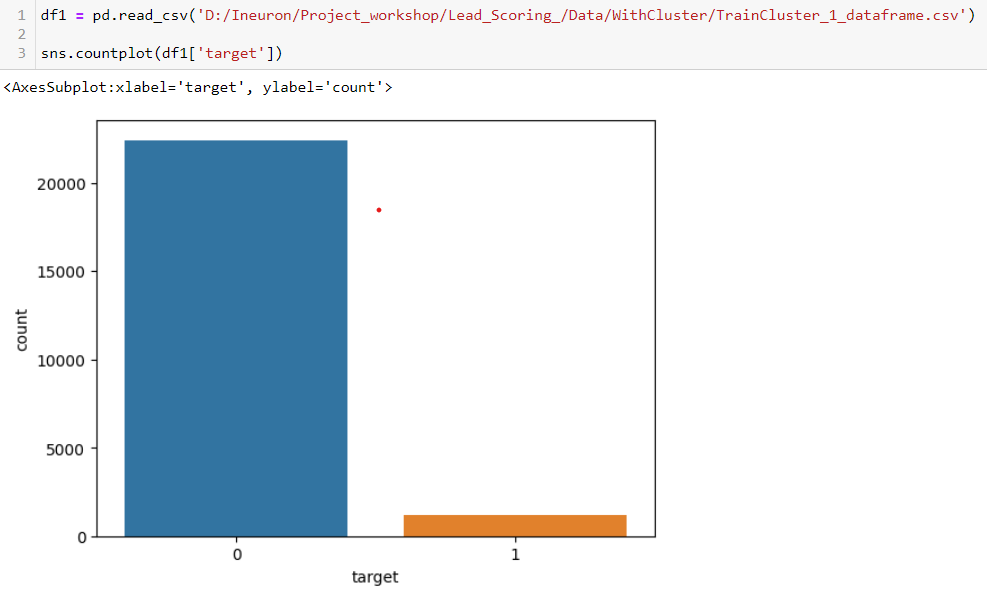 1 df1 = pd.read_csv('D:/Ineuron/Project_workshop/Lead_Scoring_/Data/WithCluster/TrainCluster_1_dataframe.csv')
2
3 sns.countplot(df1['target'])
<AxesSubplot:xlabel='target', ylabel='count'>
20000
15000
count
10000
5000
0
0 1
target